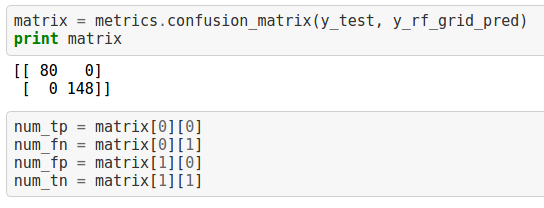 matrix = metrics.confusion_matrix(y_test, y_rf_grid_pred)
print matrix
[[ 80   0]
 [  0 148]]
num_tp = matrix[0][0]
num_fn = matrix[0][1]
num_fp = matrix[1][0]
num_tn = matrix[1][1]